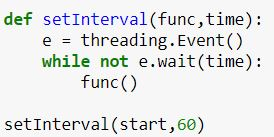 def setInterval(func,time):
    e = threading.Event()
    while not e.wait(time):
        func()

setInterval(start,60)